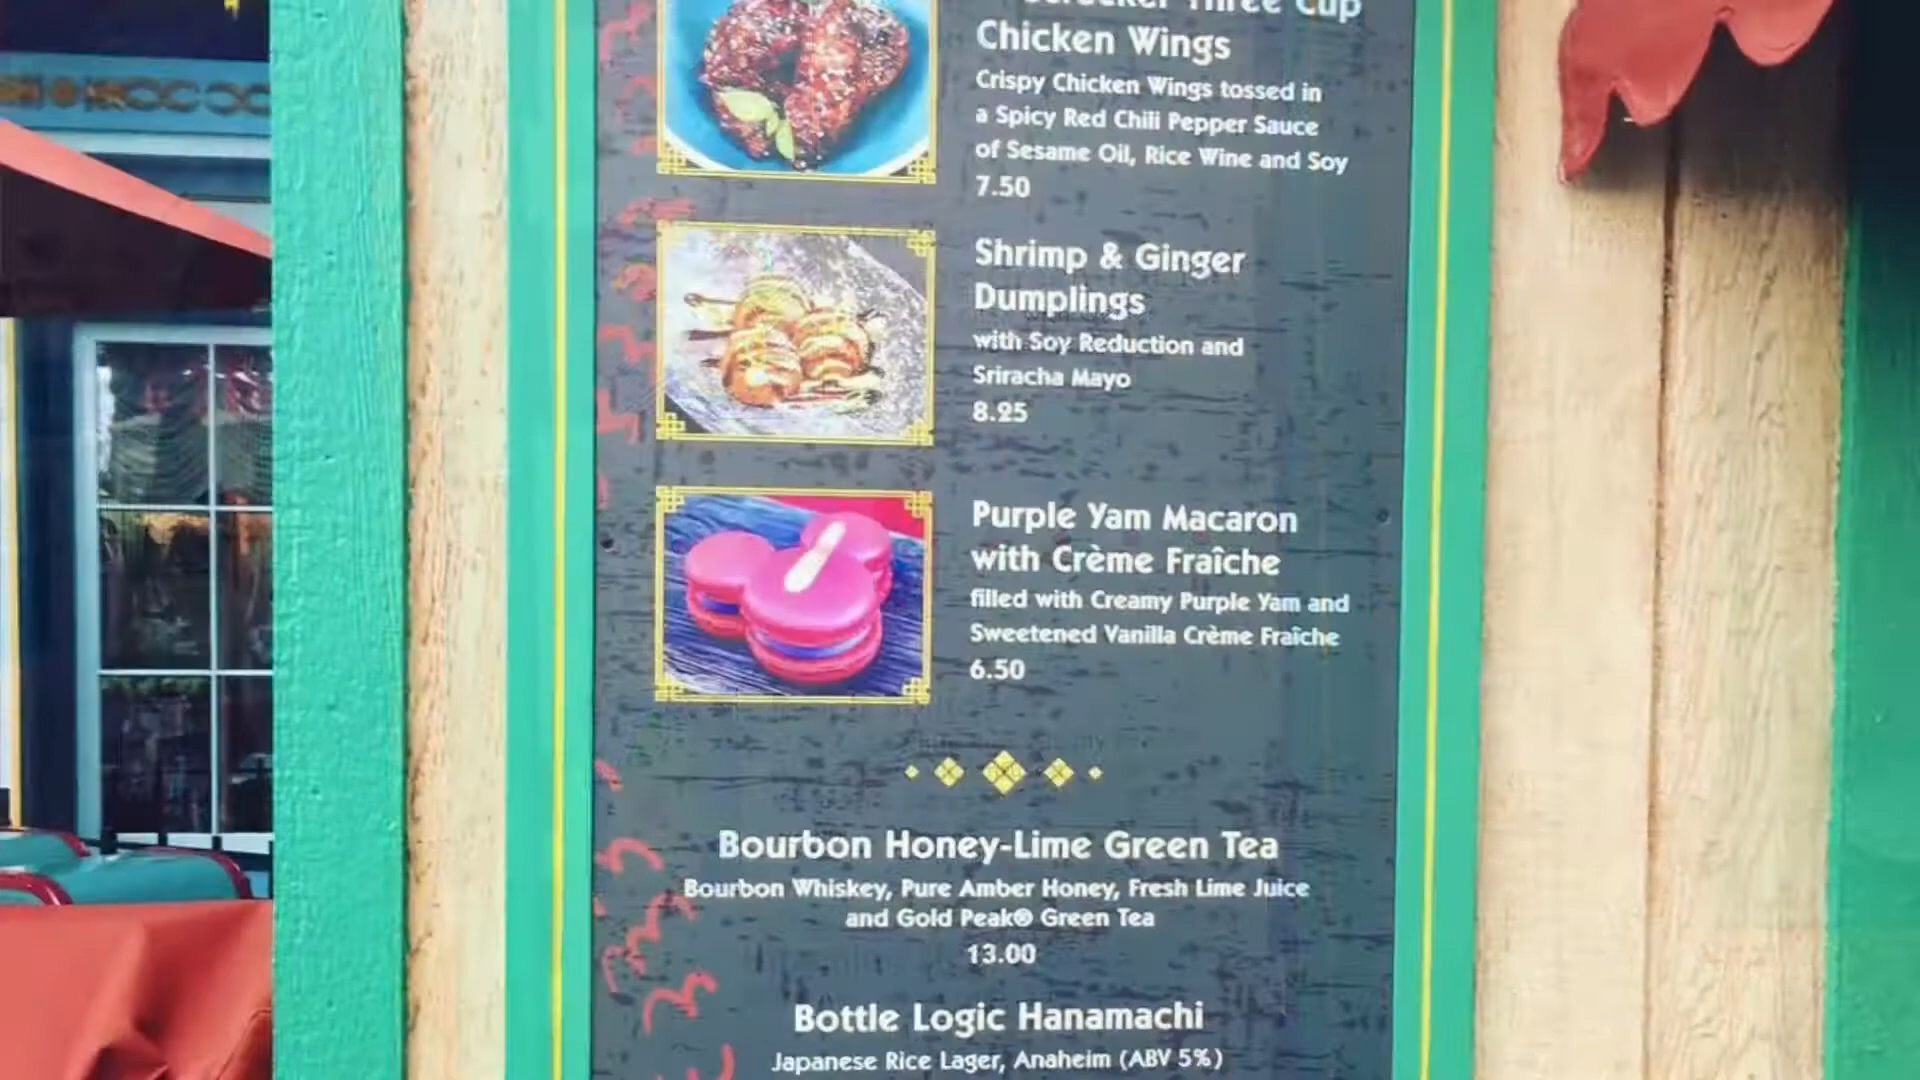 Three Cup
Chicken Wings
Crispy Chicken Wings tossed in
a Spicy Red Chili Pepper Sauce
of Sesame Oil, Rice Wine and Soy
7.50
Shrimp & Ginger
Dumplings
with Soy Reduction and
Sriracha Mayo
8.25
Purple Yam Macaron
with Crème Fraîche
filled with Creamy Purple Yam and
Sweetened Vanilla Crème Fraîche
6.50
Bourbon Honey-Lime Green Tea
Bourbon Whiskey, Pure Amber Honey, Fresh Lime Juice
and Gold Peak® Green Tea
13.00
Bottle Logic Hanamachi
Japanese Rice Lager, Anaheim (ABV 5%)